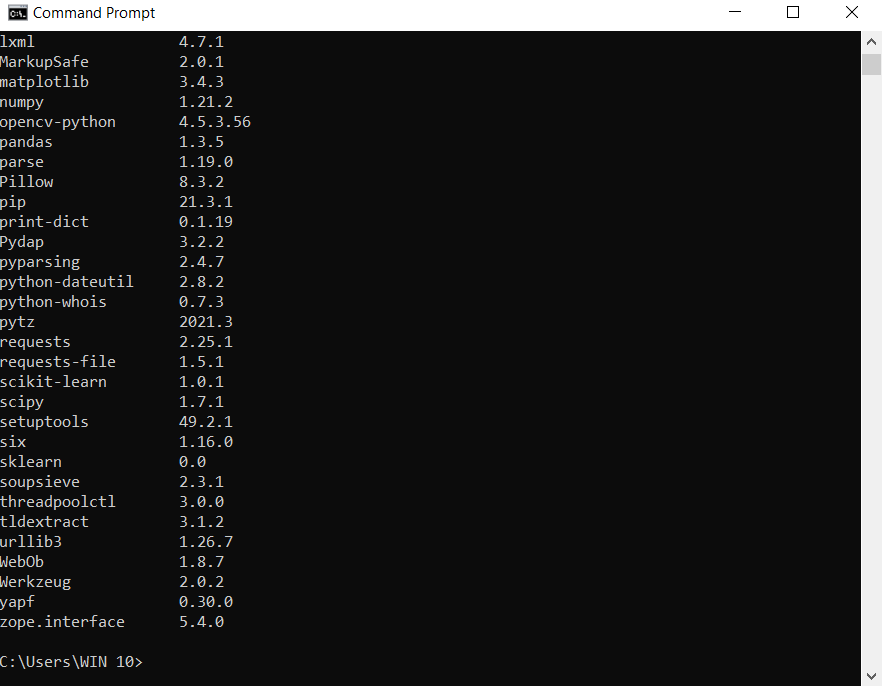 Command Prompt
lxml 4.7.1
MarkupSafe 2.0.1
matplotlib 3.4.3
numpy 1.21.2
opencv-python 4.5.3.56
pandas 1.3.5
parse 1.19.0
Pillow 8.3.2
pip 21.3.1
print-dict 0.1.19
Pydap 3.2.2
pyparsing 2.4.7
python-dateutil 2.8.2
python-whois 0.7.3
pytz 2021.3
requests 2.25.1
requests-file 1.5.1
scikit-learn 1.0.1
scipy 1.7.1
setuptools 49.2.1
six 1.16.0
sklearn 0.0
soupsieve 2.3.1
threadpoolctl 3.0.0
tldextract 3.1.2
urllib3 1.26.7
WebOb 1.8.7
Werkzeug 2.0.2
yapf 0.30.0
zope.interface 5.4.0
C:\Users\WIN 10>